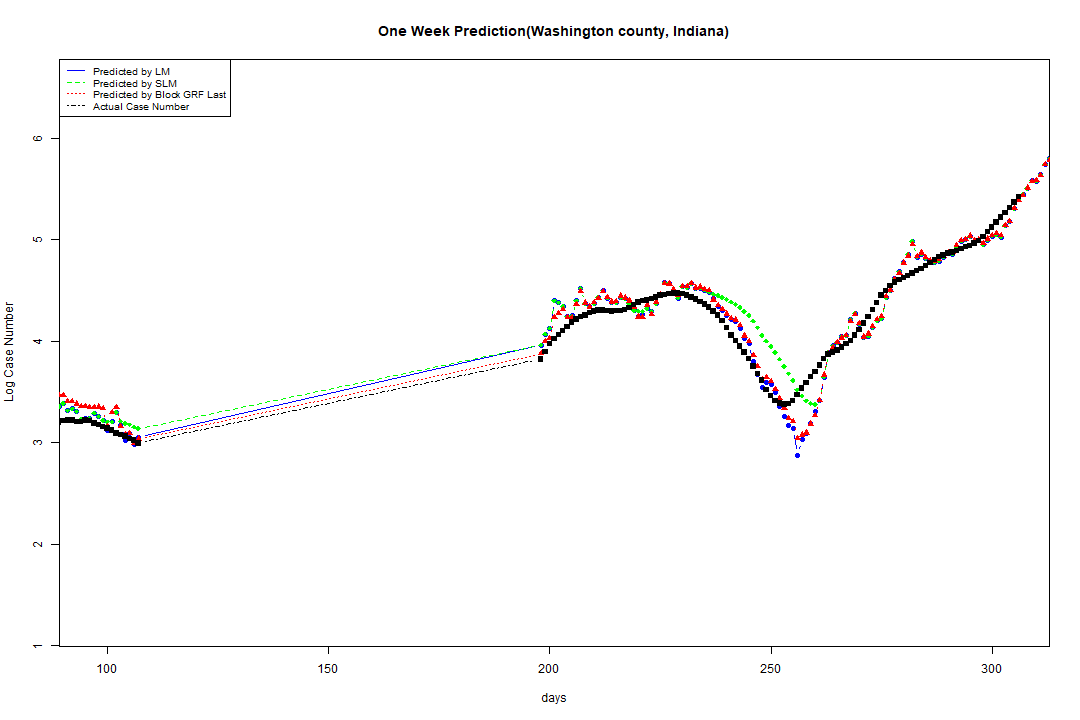 One Week Prediction(Washington county, Indiana)
Predicted by LM
Predicted by SLM
Predicted by Block GRF Last
Actual Case Number
Log Case Number
6
5
4
3
2
1
100 150 200 250 300
days